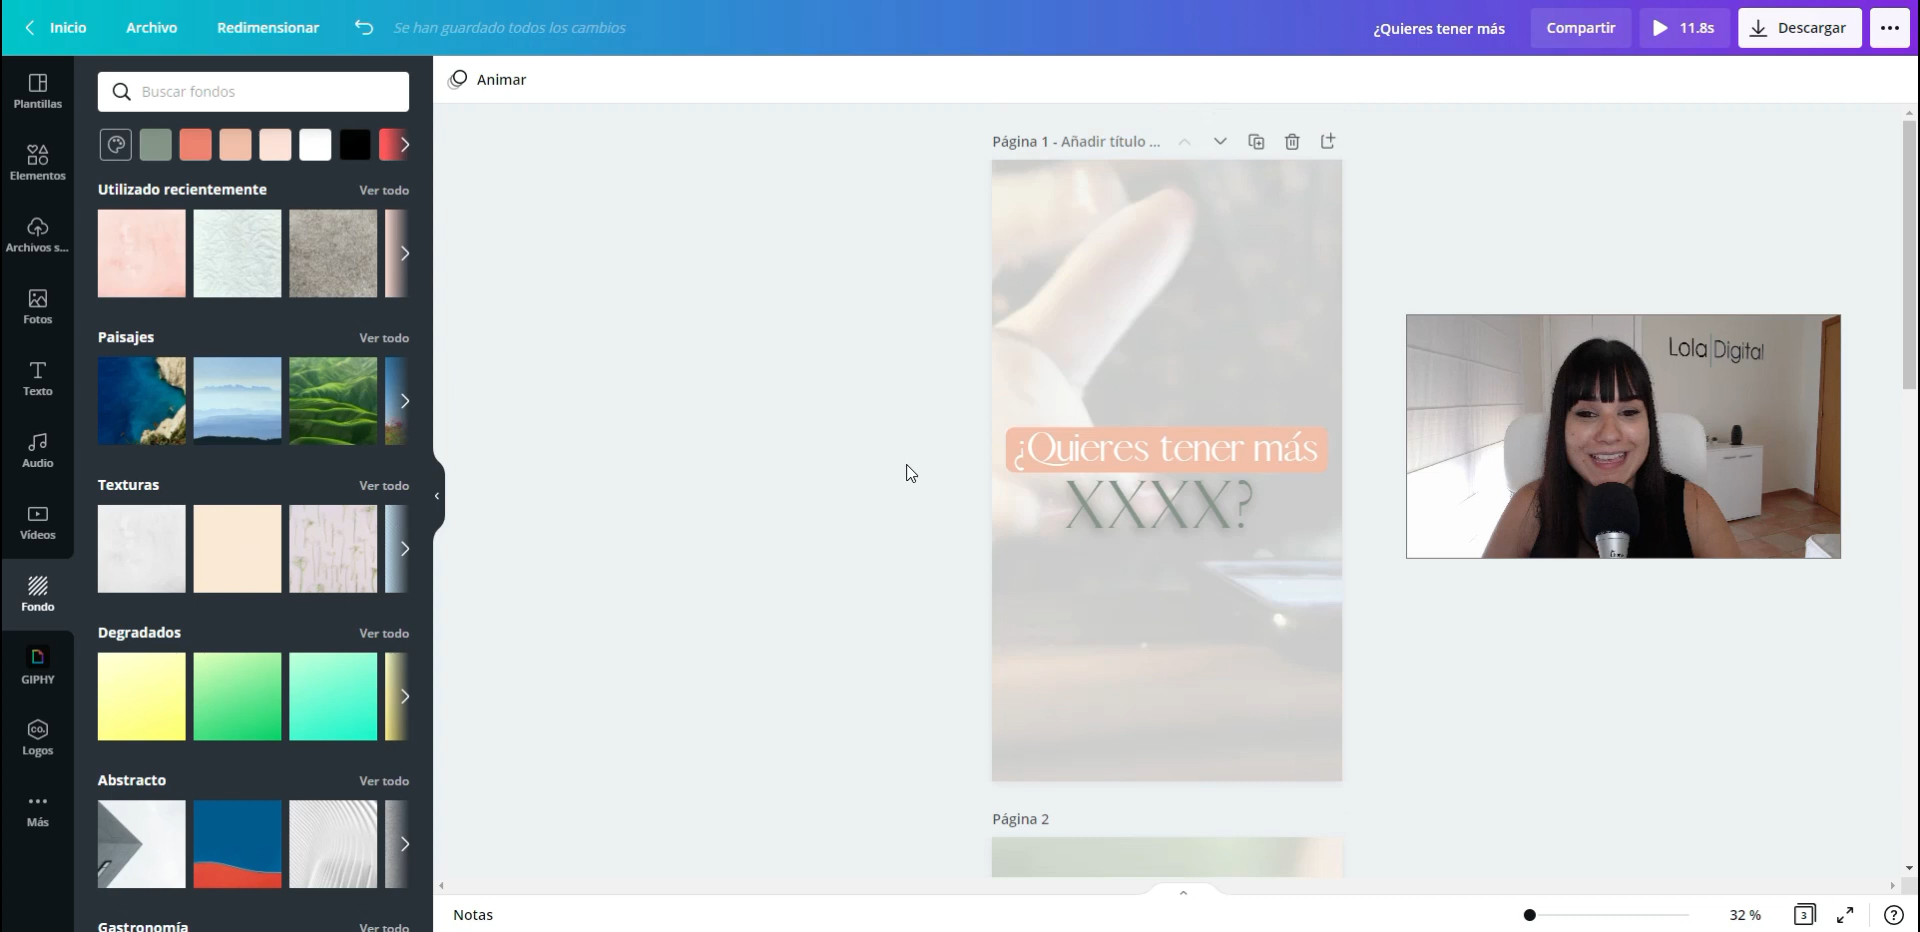 Inicio
Archivo
Redimensionar
Se han guardado todos los cambios
¿Quieres tener más
Compartir
11.8s
Descargar
Plantillas
Elementos
Archivos s...
Fotos
Texto
Audio
Vídeos
Fondo
GIPHY
CO.
Logos
Más
Buscar fondos
Utilizado recientemente
Ver todo
Paisajes
Ver todo
Texturas
Ver todo
Degradados
Ver todo
Abstracto
Ver todo
Gastronomía
Ver todo
Animar
Página 1 - Añadir título ...
¿Quieres tener más
XXXX?
Página 2
Lola Digital
Notas
32 %
3
?